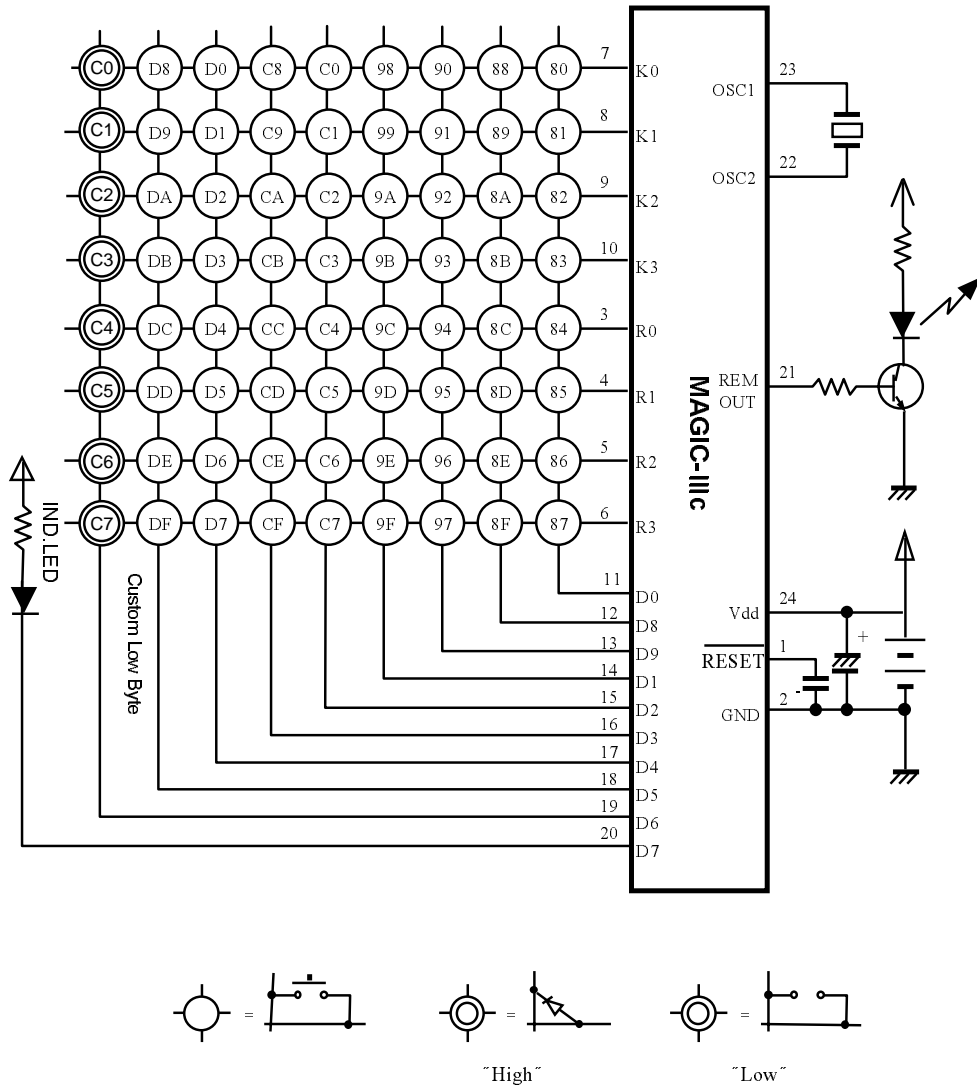 C0 D8 D0 C8 C0 98 90 88 80 7 K0
C1 D9 D1 C9 C1 99 91 89 81 8 K1
C2 DA D2 CA C2 9A 92 8A 82 9 K2
C3 DB D3 CB C3 9B 93 8B 83 10 K3
C4 DC D4 CC C4 9C 94 8C 84 3 R0
C5 DD D5 CD C5 9D 95 8D 85 4 R1
C6 DE D6 CE C6 9E 96 8E 86 5 R2
C7 DF D7 CF C7 9F 97 8F 87 6 R3
11 D0
12 D8
13 D9
14 D1
15 D2
16 D3
17 D4
18 D5
19 D6
20 D7
IND.LED
Custom Low Byte
MAGIC-IIIc
OSC1 23
OSC2 22
REM 21
OUT
Vdd 24
+
RESET 1
-
GND 2
= = =
"High" "Low"